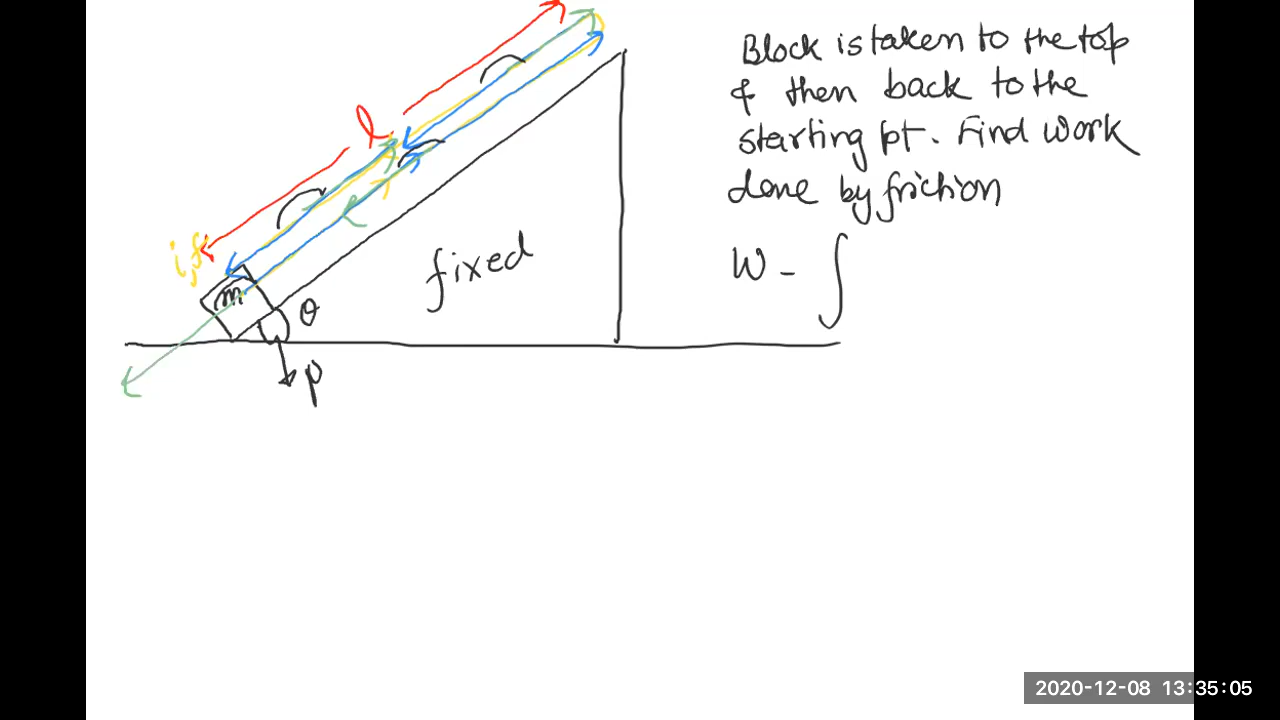 Block is taken to the top
& then back to the
starting pt. Find work
done by friction
W - ∫
l
i,f
m
θ
fixed
2020-12-08 13:35:05